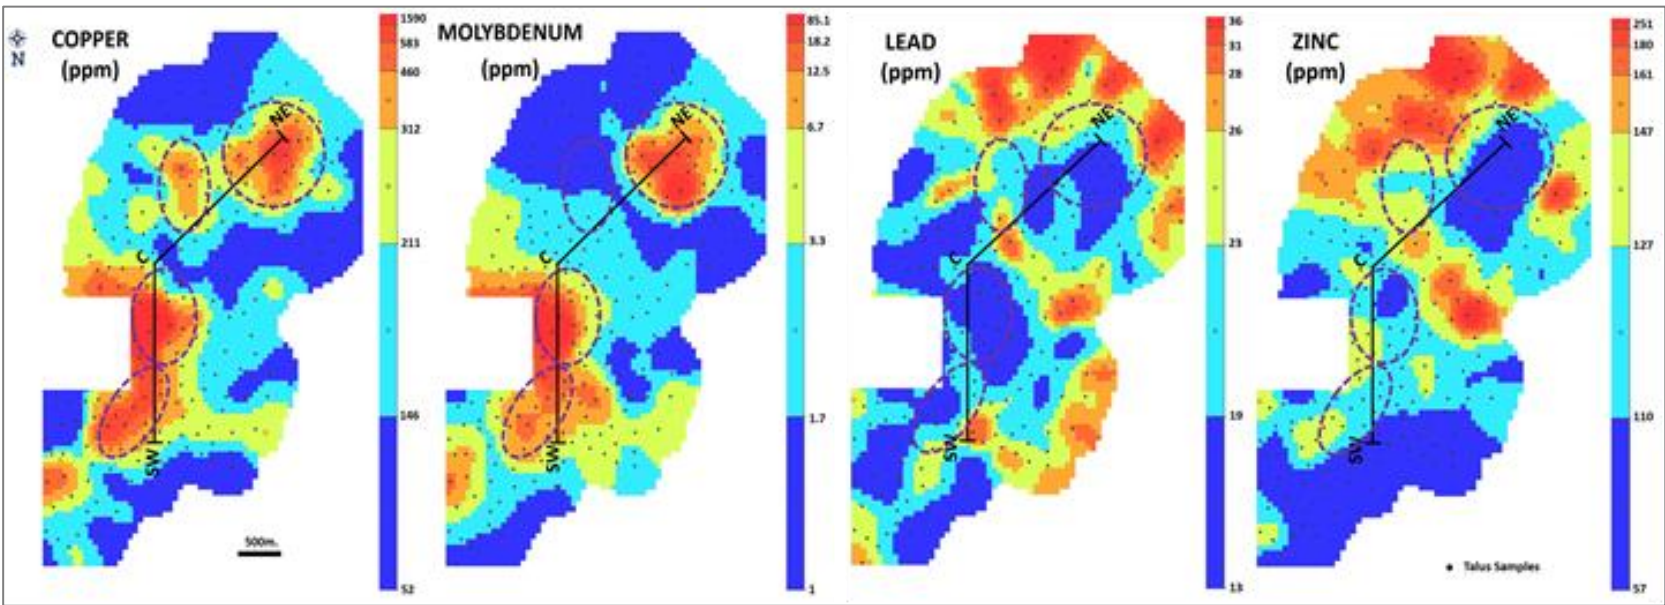 N
COPPER
(ppm)
1590
583
460
312
211
146
52
NE
C
SW
500m.
MOLYBDENUM
(ppm)
85.1
18.2
12.5
6.7
3.3
1.7
1
NE
C
SW
LEAD
(ppm)
36
31
28
26
23
19
13
NE
C
SW
ZINC
(ppm)
251
180
161
147
127
110
57
NE
C
SW
Talus Samples